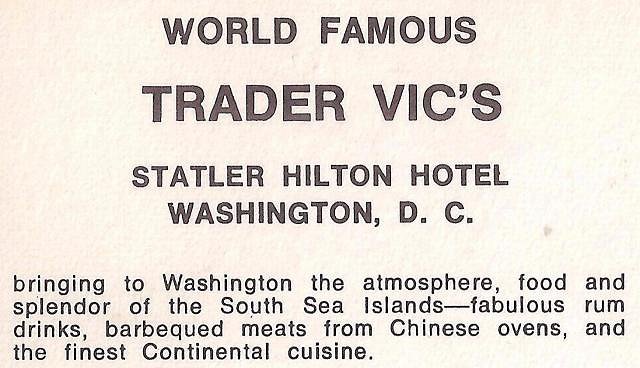 WORLD FAMOUS
TRADER VIC'S
STATLER HILTON HOTEL
WASHINGTON, D. C.
bringing to Washington the atmosphere, food and
splendor of the South Sea Islands—fabulous rum
drinks, barbequed meats from Chinese ovens, and
the finest Continental cuisine.